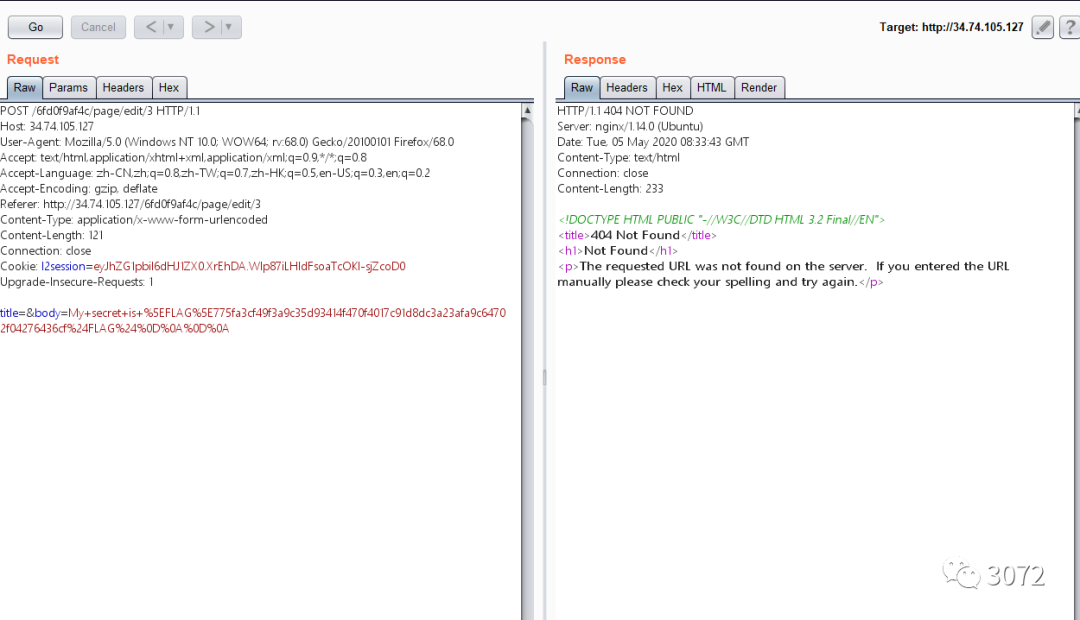 Go
Cancel
<
>
Target: http://34.74.105.127
?
Request
Response
Raw
Params
Headers
Hex
Raw
Headers
Hex
HTML
Render
POST /6fd0f9af4c/page/edit/3 HTTP/1.1
Host: 34.74.105.127
User-Agent: Mozilla/5.0 (Windows NT 10.0; WOW64; rv:68.0) Gecko/20100101 Firefox/68.0
Accept: text/html,application/xhtml+xml,application/xml;q=0.9,*/*;q=0.8
Accept-Language: zh-CN,zh;q=0.8,zh-TW;q=0.7,zh-HK;q=0.5,en-US;q=0.3,en;q=0.2
Accept-Encoding: gzip, deflate
Referer: http://34.74.105.127/6fd0f9af4c/page/edit/3
Content-Type: application/x-www-form-urlencoded
Content-Length: 121
Connection: close
Cookie: l2session=eyJhZG1pbiI6dHJ1ZX0.XrEhDA.WIp87iLHIdFsoaTcOKI-sjZcoD0
Upgrade-Insecure-Requests: 1
title=&body=My+secret+is+%5EFLAG%5E775fa3cf49f3a9c35d93414f470f4017c91d8dc3a23afa9c6470
2f04276436cf%24FLAG%24%0D%0A%0D%0A
HTTP/1.1 404 NOT FOUND
Server: nginx/1.14.0 (Ubuntu)
Date: Tue, 05 May 2020 08:33:43 GMT
Content-Type: text/html
Connection: close
Content-Length: 233
<!DOCTYPE HTML PUBLIC "-//W3C//DTD HTML 3.2 Final//EN">
<title>404 Not Found</title>
<h1>Not Found</h1>
<p>The requested URL was not found on the server.  If you entered the URL
manually please check your spelling and try again.</p>
3072